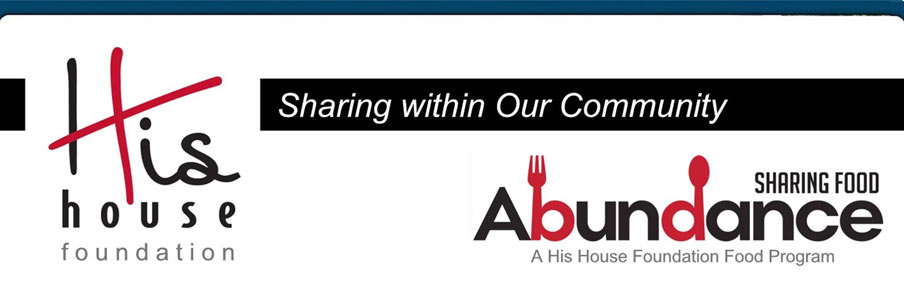 His
house
foundation
Sharing within Our Community
SHARING FOOD
Abundance
A His House Foundation Food Program